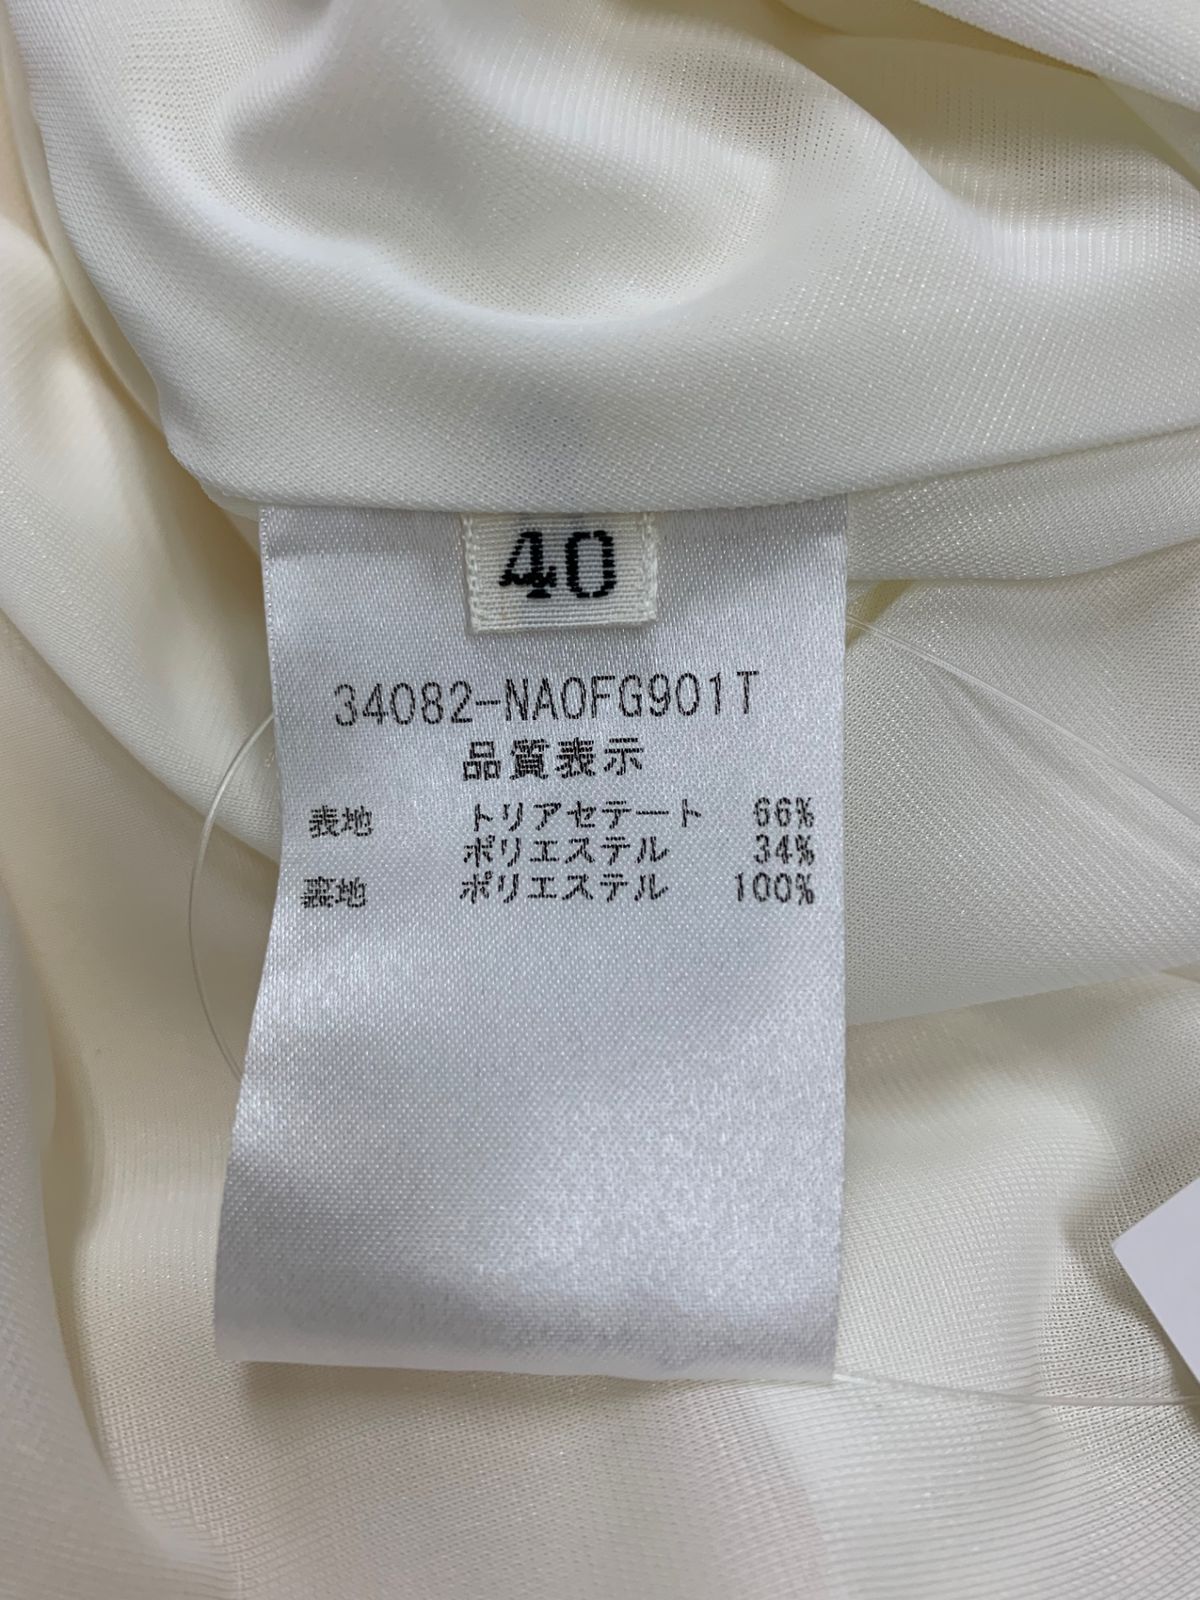 40
34082-NA0FG901T
品質表示
表地 トリアセテート 66%
ポリエステル 34%
裏地 ポリエステル 100%